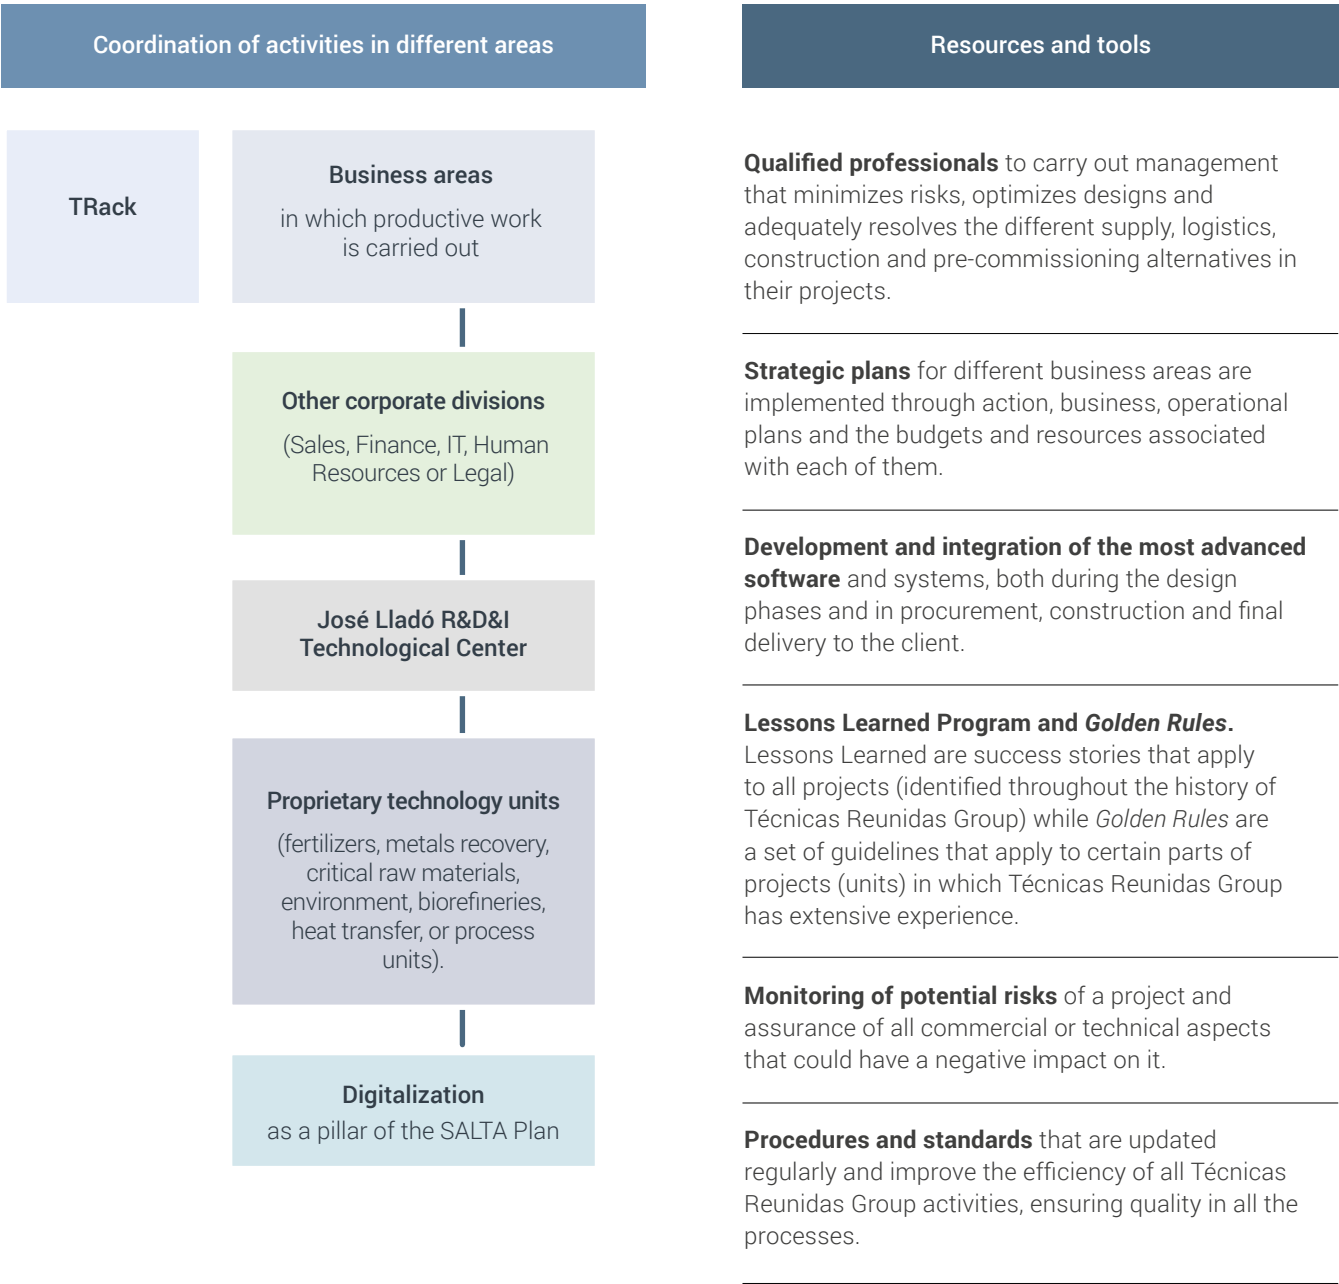 Coordination of activities in different areas
TRack
Business areas
in which productive work
is carried out
Other corporate divisions
(Sales, Finance, IT, Human
Resources or Legal)
José Lladó R&D&I
Technological Center
Proprietary technology units
(fertilizers, metals recovery,
critical raw materials,
environment, biorefineries,
heat transfer, or process
units).
Digitalization
as a pillar of the SALTA Plan
Resources and tools
Qualified professionals to carry out management
that minimizes risks, optimizes designs and
adequately resolves the different supply, logistics,
construction and pre-commissioning alternatives in
their projects.
Strategic plans for different business areas are
implemented through action, business, operational
plans and the budgets and resources associated
with each of them.
Development and integration of the most advanced
software and systems, both during the design
phases and in procurement, construction and final
delivery to the client.
Lessons Learned Program and Golden Rules.
Lessons Learned are success stories that apply
to all projects (identified throughout the history of
Técnicas Reunidas Group) while Golden Rules are
a set of guidelines that apply to certain parts of
projects (units) in which Técnicas Reunidas Group
has extensive experience.
Monitoring of potential risks of a project and
assurance of all commercial or technical aspects
that could have a negative impact on it.
Procedures and standards that are updated
regularly and improve the efficiency of all Técnicas
Reunidas Group activities, ensuring quality in all the
processes.